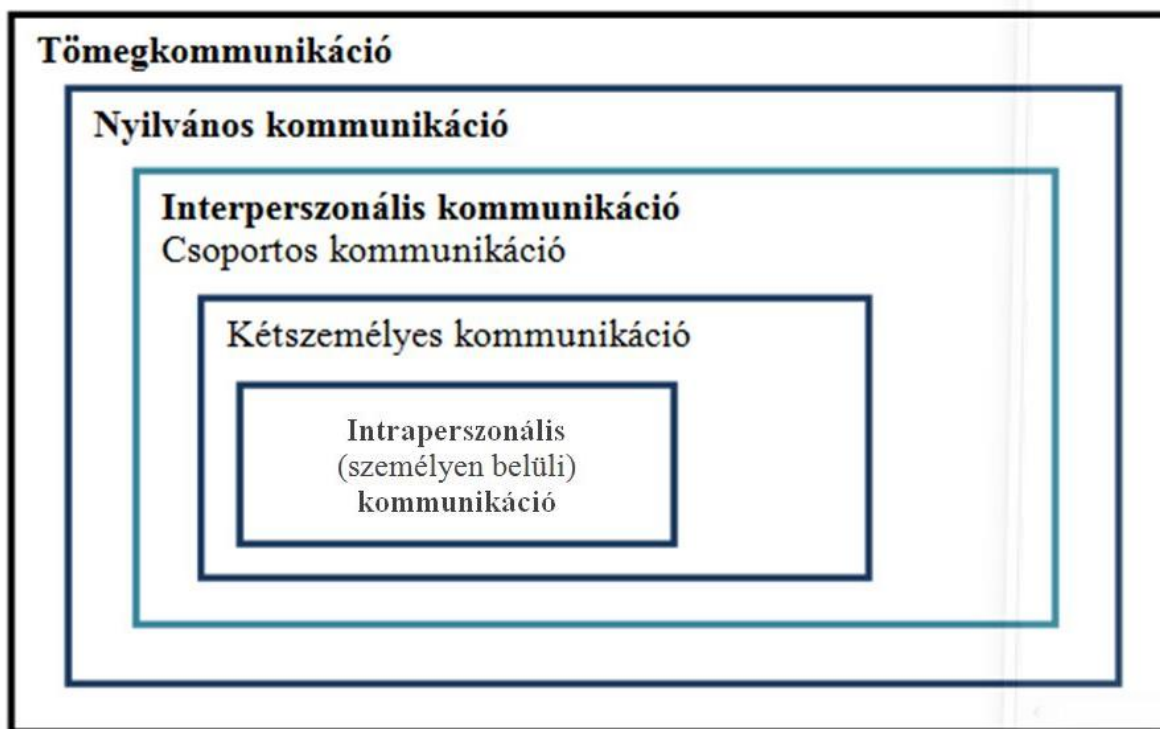 Tömegkommunikáció
Nyilvános kommunikáció
Interperszonális kommunikáció
Csoportos kommunikáció
Kétszemélyes kommunikáció
Intraperszonális
(személyen belüli)
kommunikáció